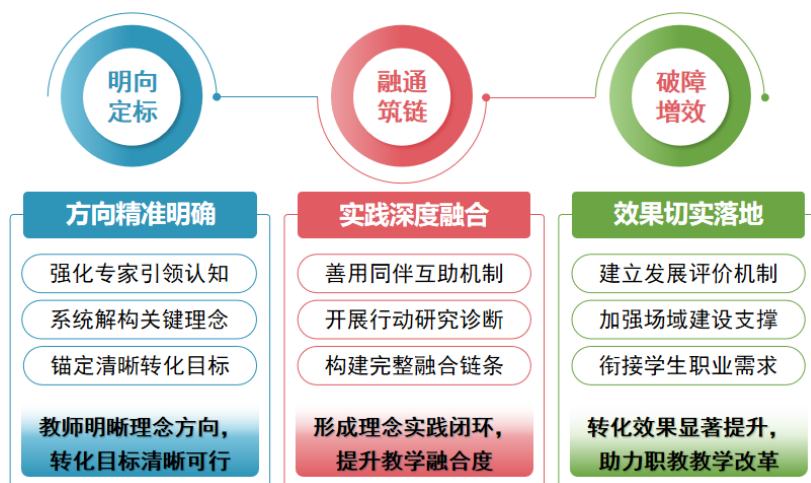 明向
定标
融通
筑链
破障
增效
方向精准明确
强化专家引领认知
系统解构关键理念
锚定清晰转化目标
教师明晰理念方向，
转化目标清晰可行
实践深度融合
善用同伴互助机制
开展行动研究诊断
构建完整融合链条
形成理念实践闭环，
提升教学融合度
效果切实落地
建立发展评价机制
加强场域建设支撑
衔接学生职业需求
转化效果显著提升，
助力职教教学改革